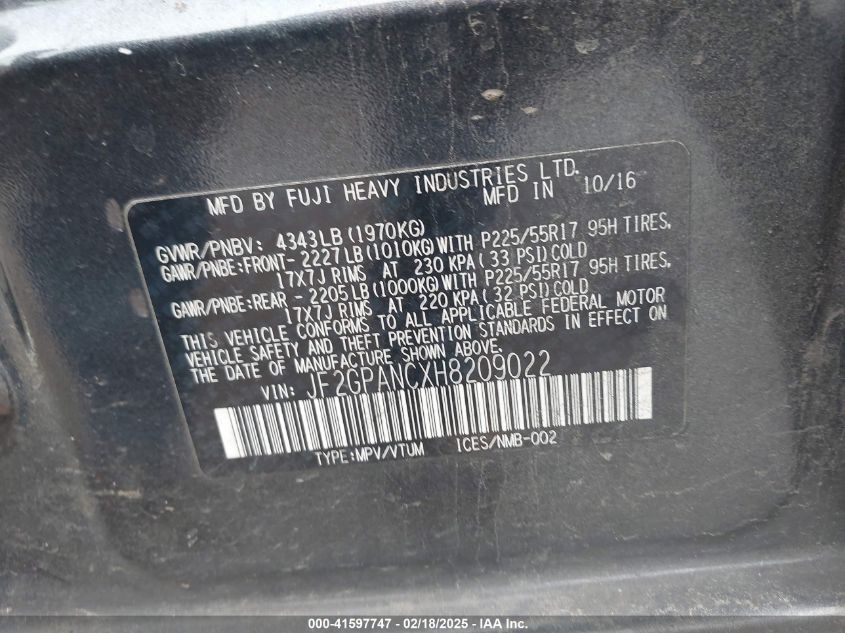 MFD BY FUJI HEAVY INDUSTRIES LTD.
MFD IN 10/16
GVWR/PNBV: 4343LB(1970KG)
GAWR/PNBE:FRONT-2227LB(1010KG)WITH P225/55R17 95H TIRES,
17X7J RIMS AT 230 KPA( 33 PSI)COLD
GAWR/PNBE:REAR -2205LB(1000KG)WITH P225/55R17 95H TIRES,
17X7J RIMS AT 220 KPA( 32 PSI)COLD
THIS VEHICLE CONFORMS TO ALL APPLICABLE FEDERAL MOTOR
VEHICLE SAFETY AND THEFT PREVENTION STANDARDS IN EFFECT ON
THE DATE OF MANUFACTURE SHOWN ABOVE.
VIN: JF2GPANCXH8209022
TYPE:MPV/VTUM ICES/NMB-002
000-41597747 - 02/18/2025 - IAA Inc.